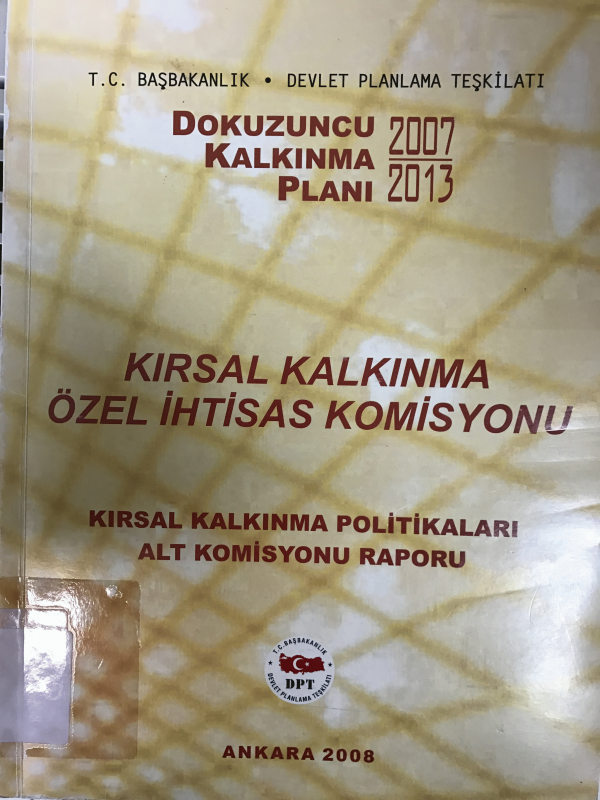 T.C. BAŞBAKANLIK • DEVLET PLANLAMA TEŞKİLATI
DOKUZUNCU
KALKINMA
PLANI
2007
2013
KIRSAL KALKINMA
ÖZEL İHTİSAS KOMİSYONU
KIRSAL KALKINMA POLİTİKALARI
ALT KOMİSYONU RAPORU
T.C. BAŞBAKANLIK
DPT
DEVLET PLANLAMA TEŞKİLATI
ANKARA 2008